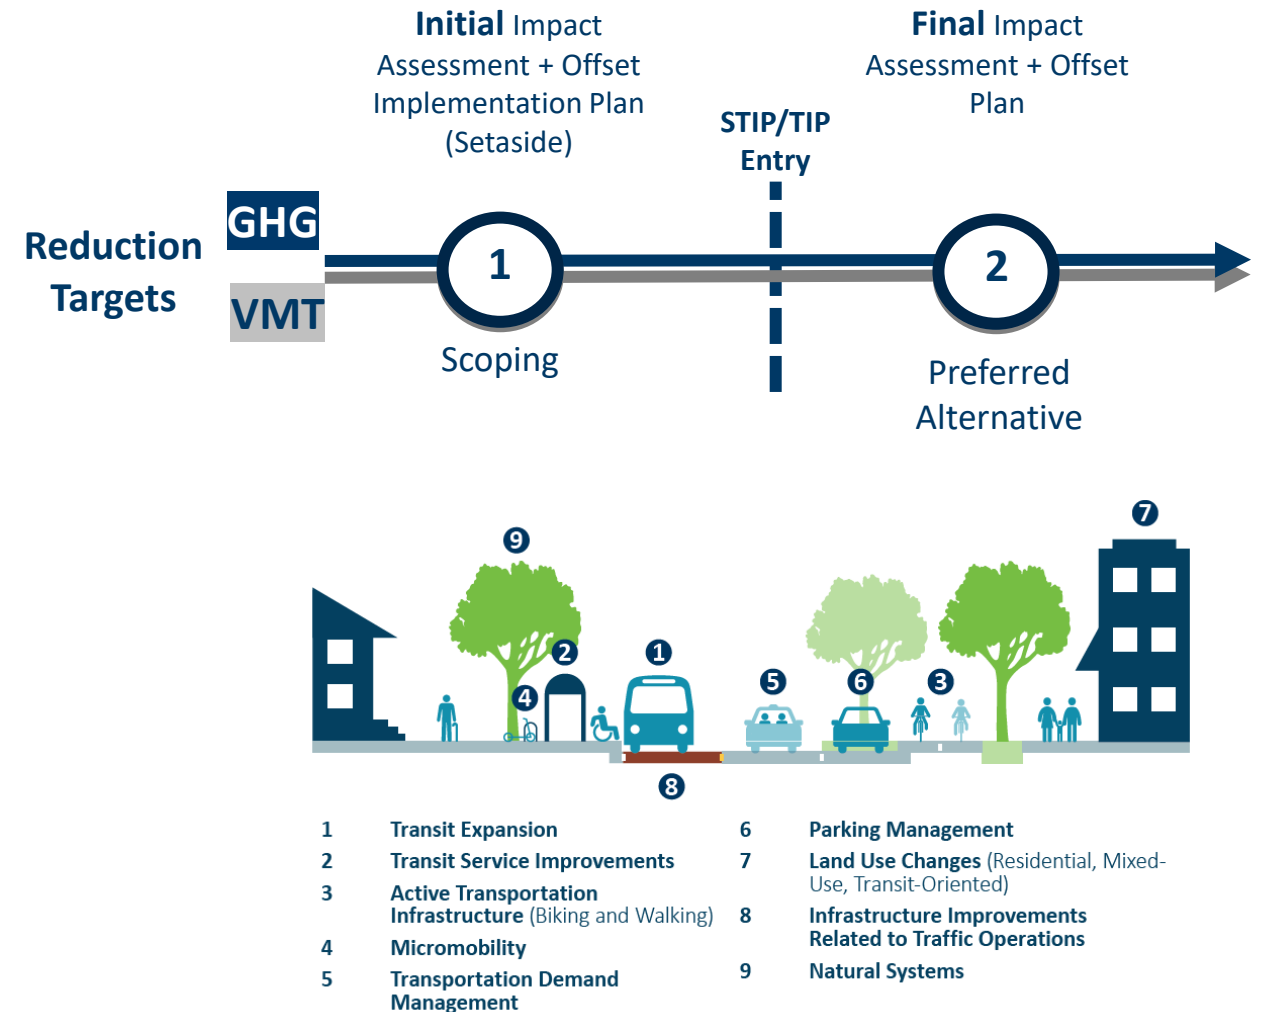 Initial Impact
Assessment + Offset
Implementation Plan
(Setaside)
Final Impact
Assessment + Offset
Plan
STIP/TIP
Entry
Reduction
Targets
GHG
VMT
1
2
Scoping
Preferred
Alternative
7
9
2
1
4
5
6
3
8
1 Transit Expansion
2 Transit Service Improvements
3 Active Transportation
Infrastructure (Biking and Walking)
4 Micromobility
5 Transportation Demand
Management
6 Parking Management
7 Land Use Changes (Residential, Mixed-
Use, Transit-Oriented)
8 Infrastructure Improvements
Related to Traffic Operations
9 Natural Systems